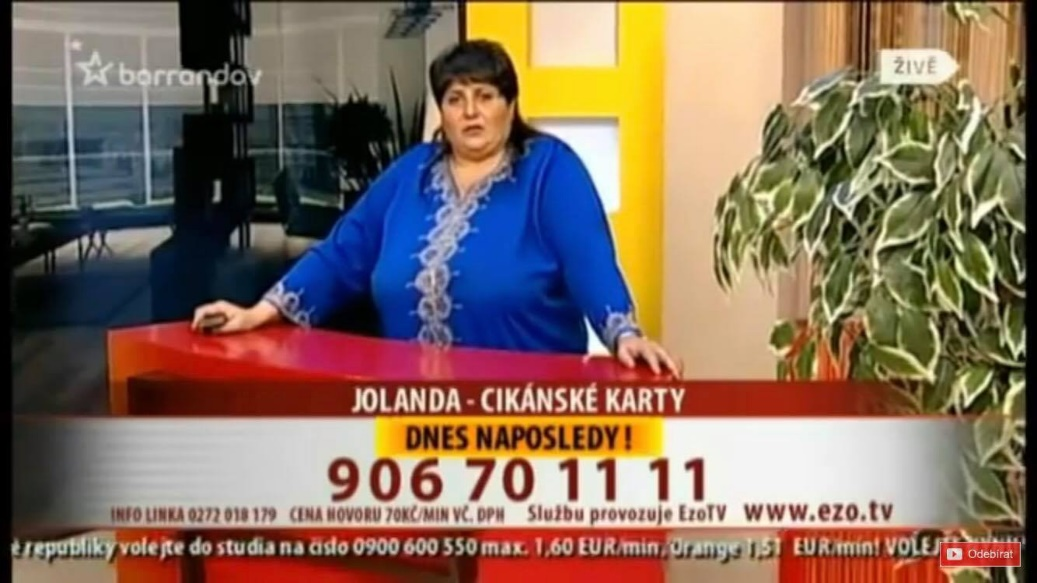 borrandov
ŽIVĚ
JOLANDA - CIKÁNSKÉ KARTY
DNES NAPOSLEDY!
906 70 11 11
INFO LINKA 0272 018 179 CENA HOVORU 70KČ/MIN VČ. DPH Službu provozuje EzoTV www.ezo.tv
é republiky volejte do studia na číslo 0900 600 550 max. 1,60 EUR/min, Orange 1,51 EUR/min! VOLEJ
Odebírat